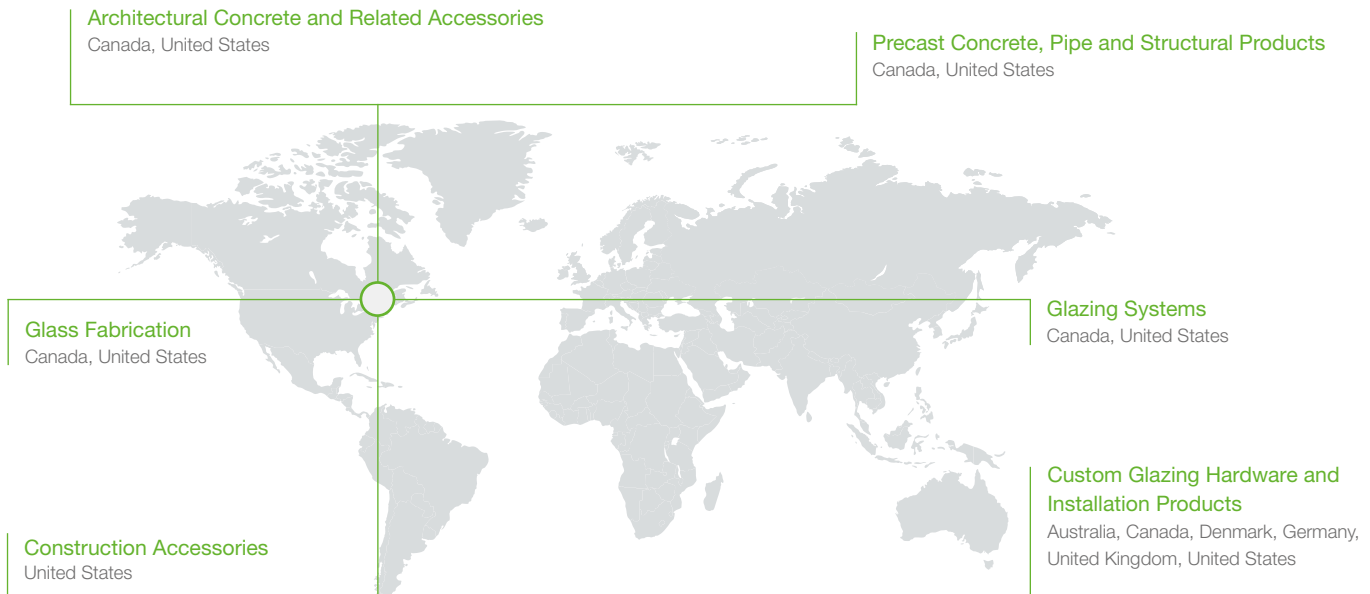 Architectural Concrete and Related Accessories
Canada, United States
Precast Concrete, Pipe and Structural Products
Canada, United States
Glass Fabrication
Canada, United States
Glazing Systems
Canada, United States
Construction Accessories
United States
Custom Glazing Hardware and
Installation Products
Australia, Canada, Denmark, Germany,
United Kingdom, United States